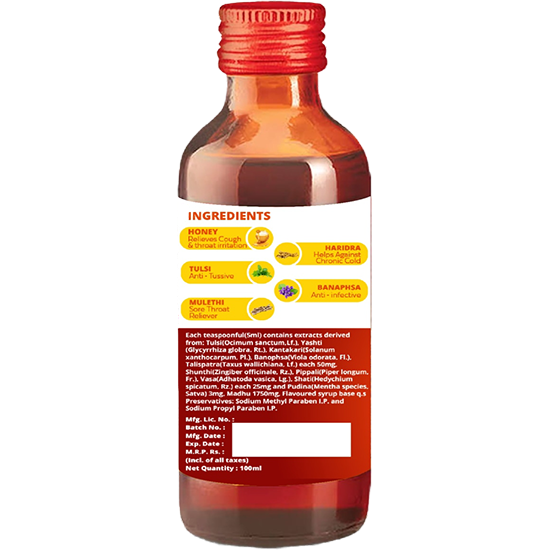 INGREDIENTS
HONEY
Relieves Cough
& throat irritation
HARIDRA
Helps Against
Chronic Cold
TULSI
Anti - Tussive
BANAPHSA
Anti - infective
MULETHI
Sore Throat
Reliever
Each teaspoonful(5ml) contains extracts derived
from: Tulsi(Ocimum sanctum,Lf.), Yashti
(Glycyrrhiza globra, Rt.), Kantakari(Solanum
xanthocarpum, Pl.), Banophsa(Viola odorata, Fl.),
Talispatra(Taxus wallichiana, Lf.) each 50mg,
Shunthi(Zingiber officinale, Rz.), Pippali(Piper longum,
Fr.), Vasa(Adhatoda vasica, Lg.), Shati(Hedychium
spicatum, Rz.) each 25mg and Pudina(Mentha species,
Satva) 3mg, Madhu 1750mg, Flavoured syrup base q.s
Preservatives: Sodium Methyl Paraben I.P, and
Sodium Propyl Paraben I.P.
Mfg. Lic. No. :
Batch No. :
Mfg. Date :
Exp. Date :
M.R.P. Rs. :
(Incl. of all taxes)
Net Quantity : 100ml